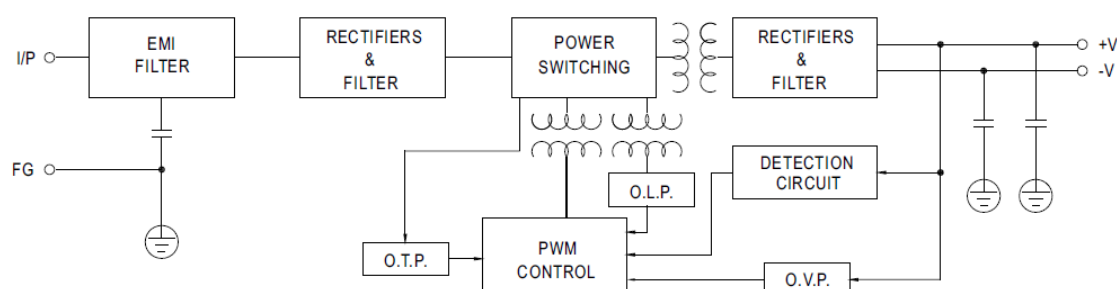 I/P
EMI
FILTER
RECTIFIERS
&
FILTER
POWER
SWITCHING
RECTIFIERS
&
FILTER
+V
-V
FG
O.L.P.
DETECTION
CIRCUIT
O.T.P.
PWM
CONTROL
O.V.P.